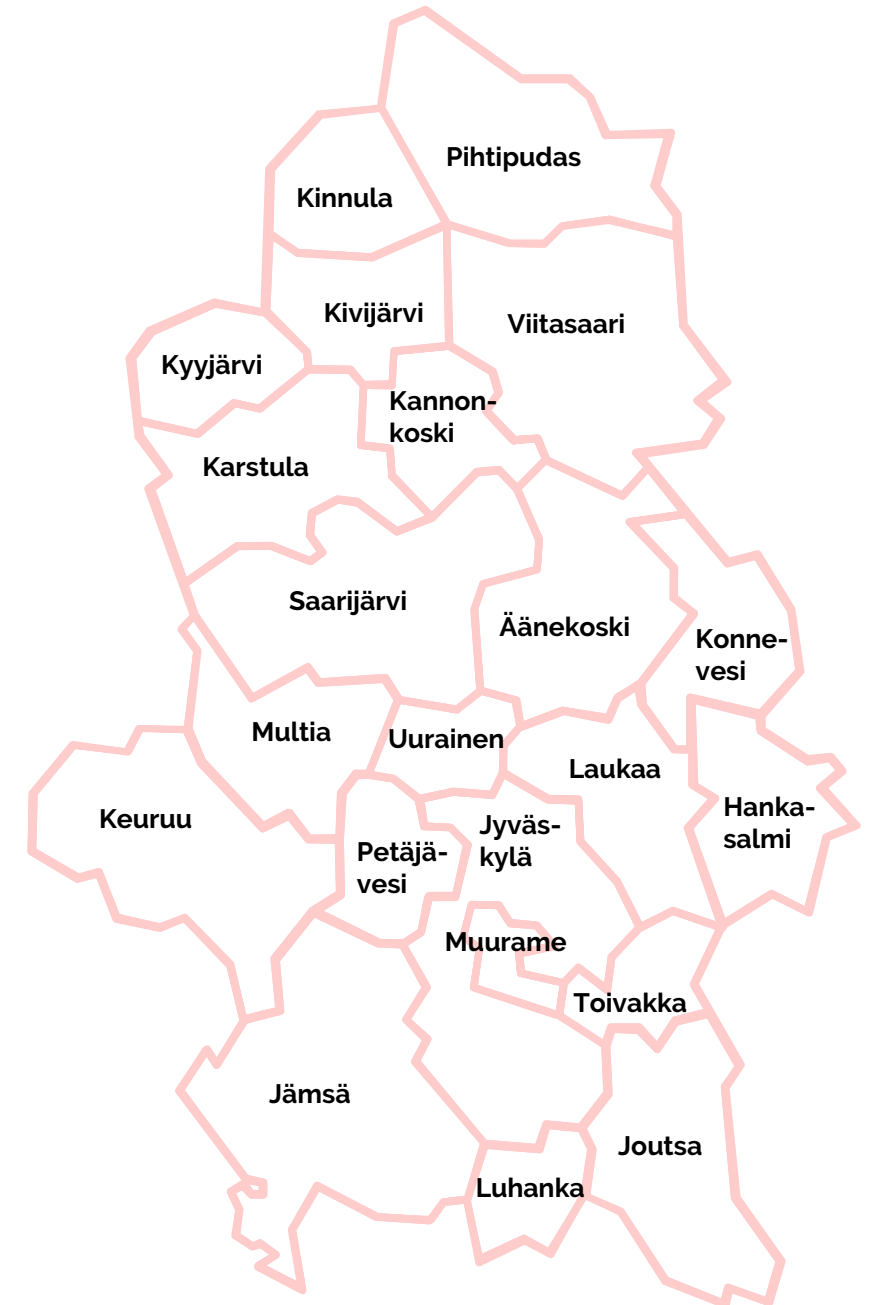 Pihtipudas
Kinnula
Kivijärvi
Viitasaari
Kyyjärvi
Kannon-
koski
Karstula
Saarijärvi
Äänekoski
Konne-
vesi
Multia
Uurainen
Laukaa
Keuruu
Hanka-
salmi
Jyväs-
kylä
Petäjä-
vesi
Muurame
Toivakka
Jämsä
Joutsa
Luhanka